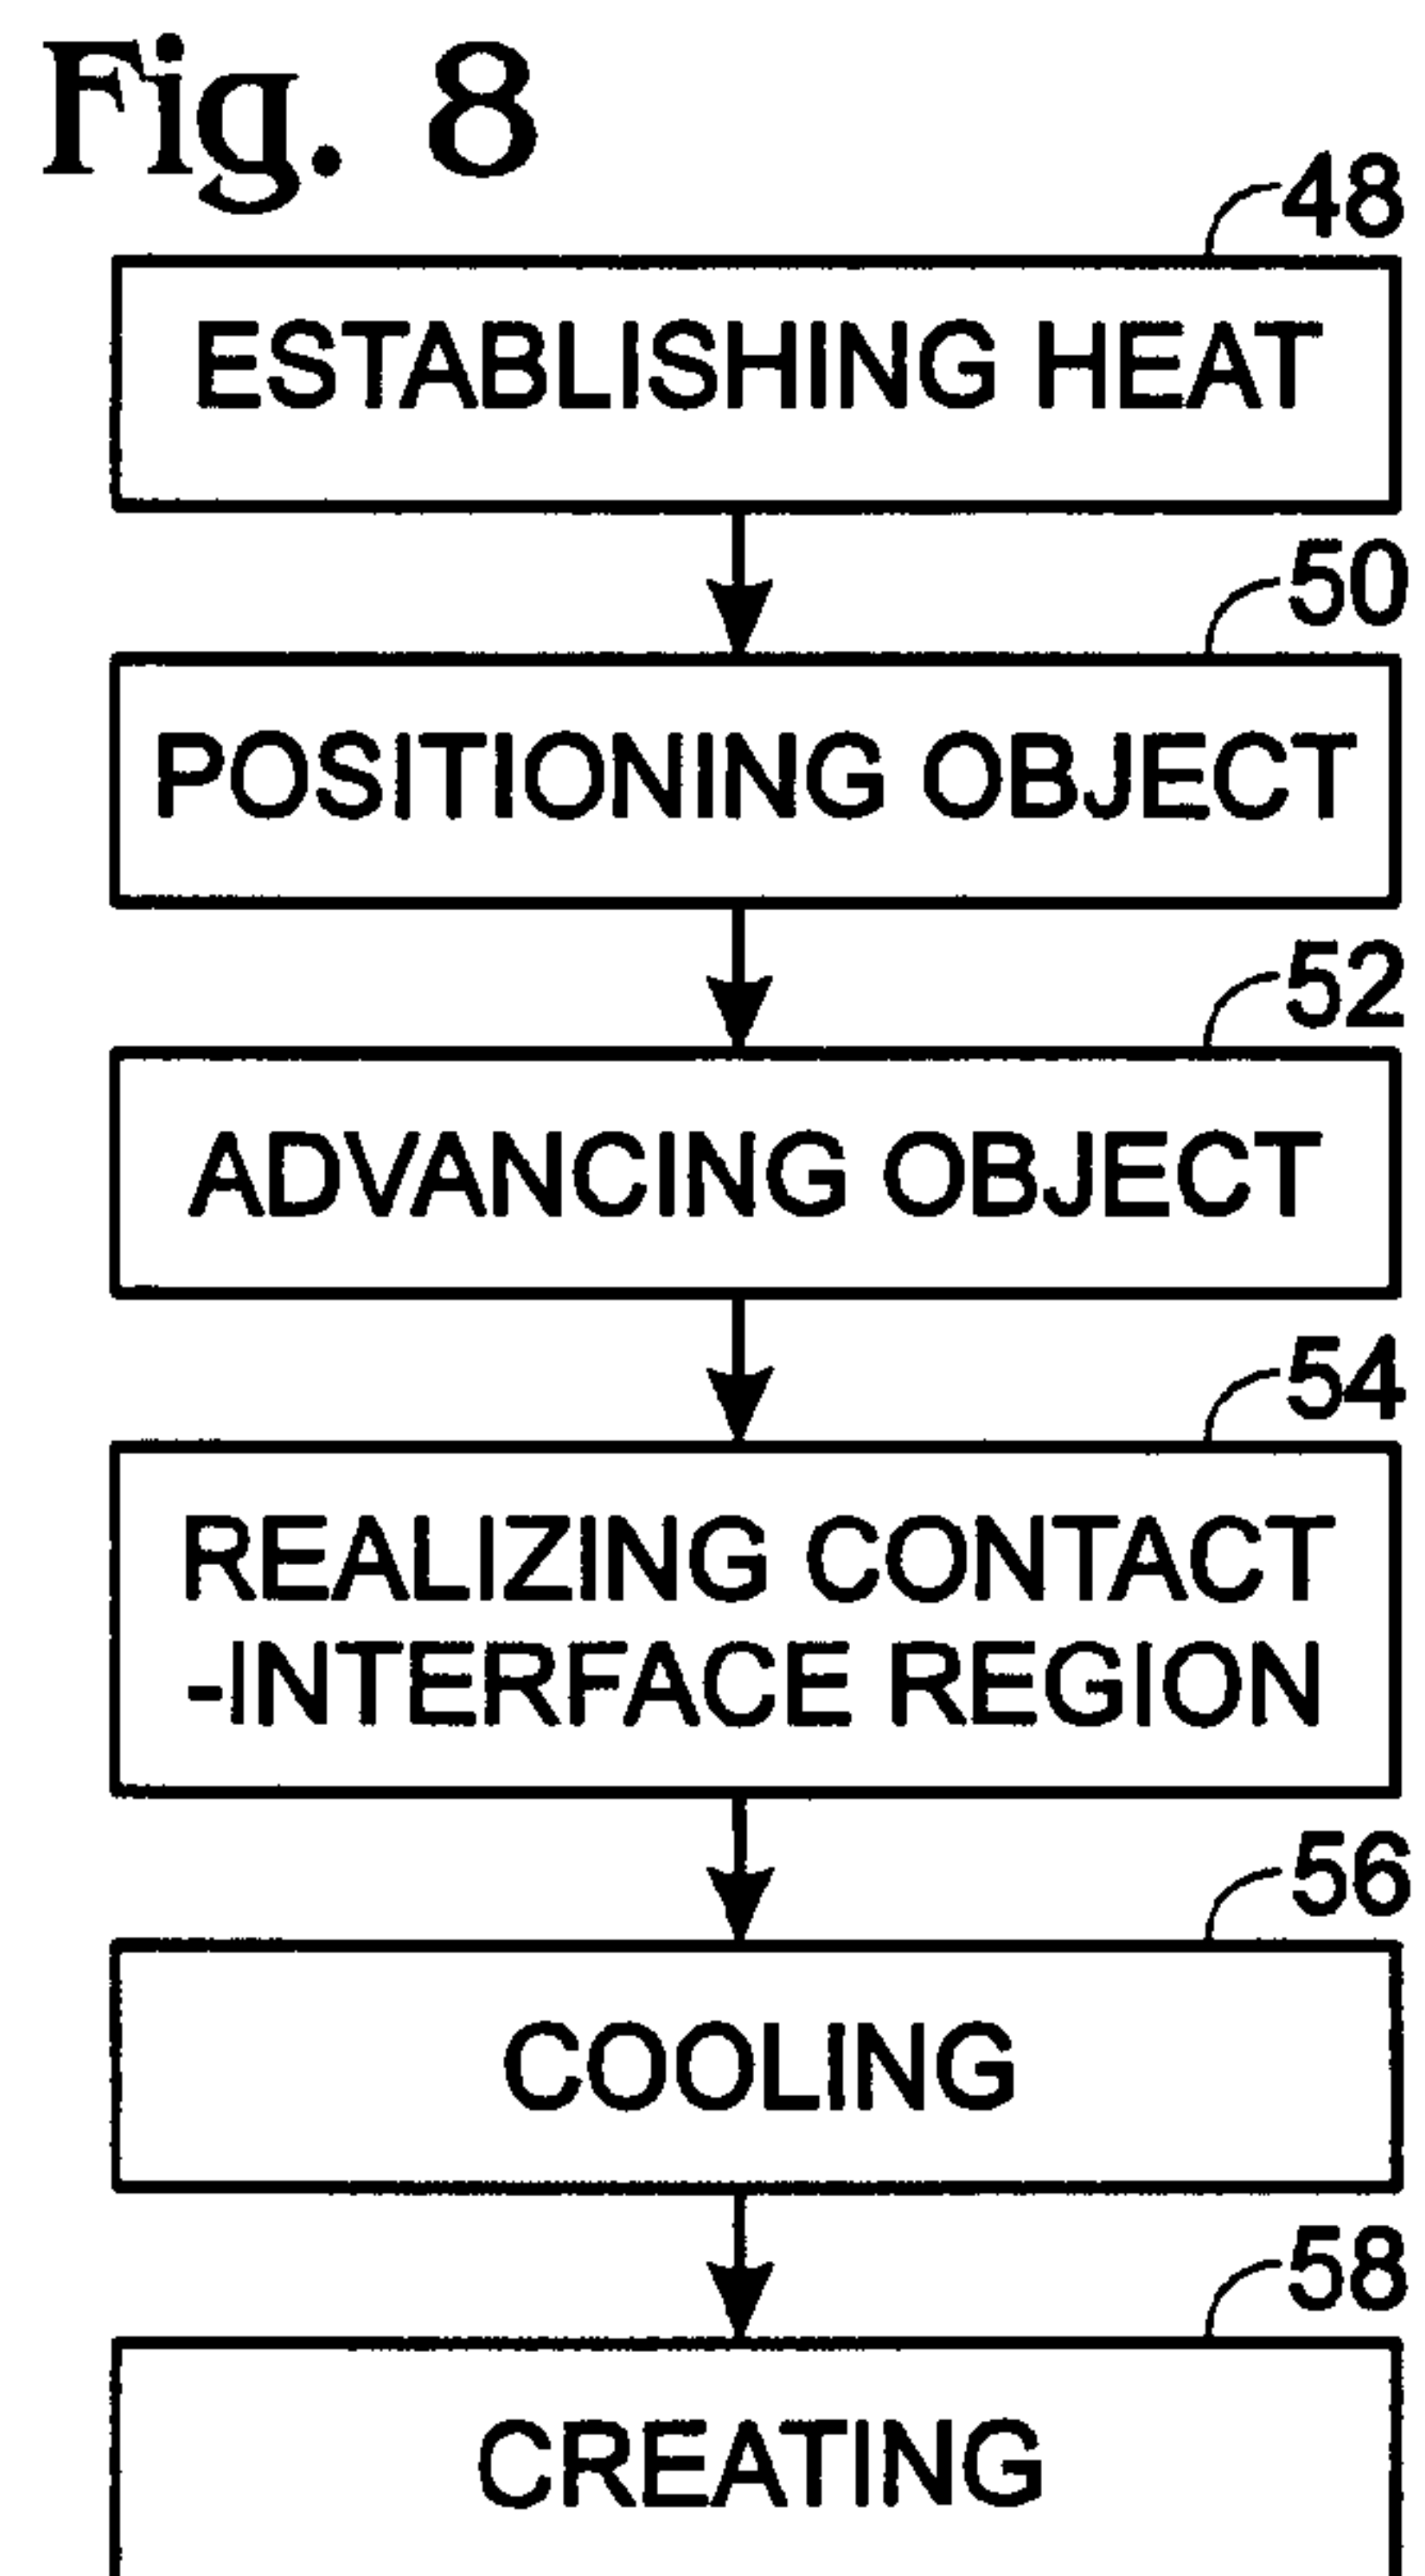 Fig. 8
48
ESTABLISHING HEAT
50
POSITIONING OBJECT
52
ADVANCING OBJECT
54
REALIZING CONTACT
-INTERFACE REGION
56
COOLING
58
CREATING